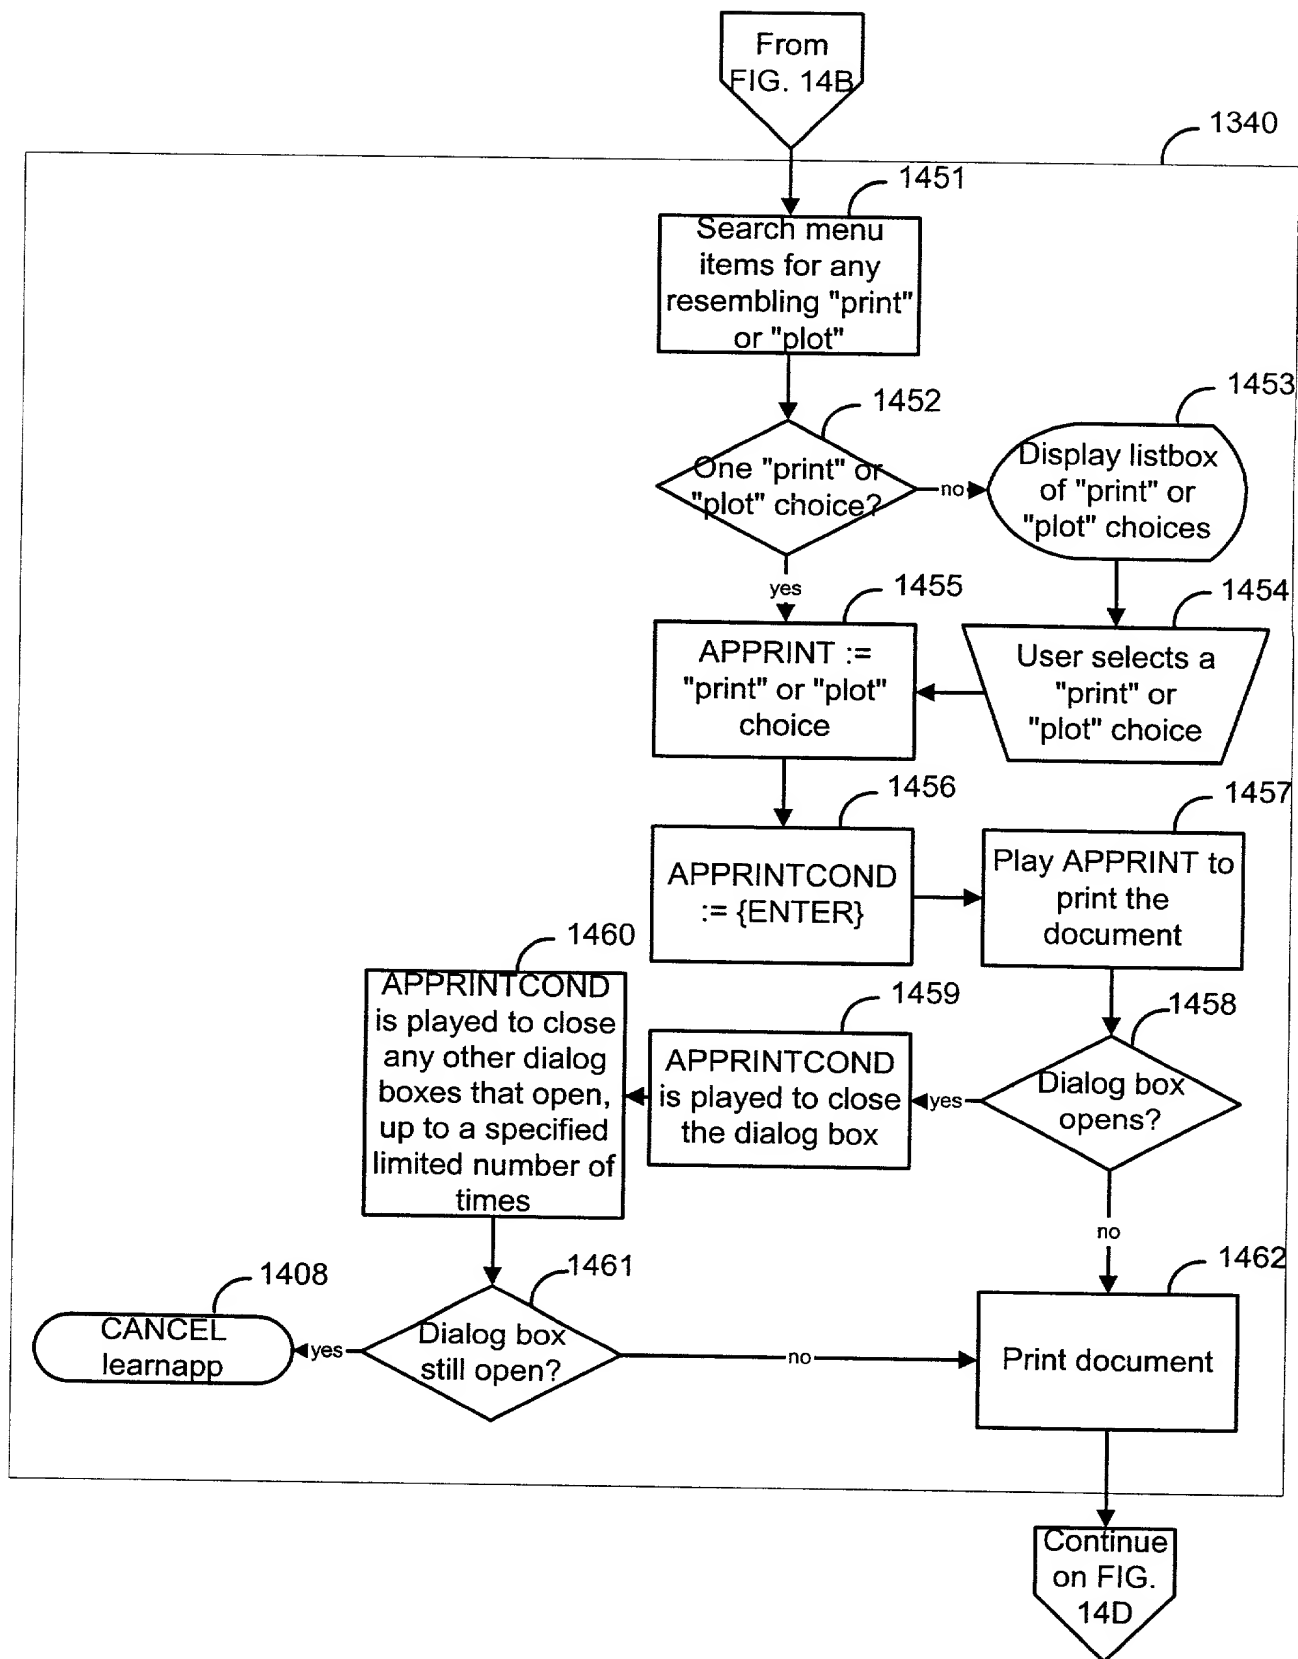 From
FIG. 14B
1340
1451
Search menu
items for any
resembling "print"
or "plot"
1452
One "print" or
"plot" choice?
no
1453
Display listbox
of "print" or
"plot" choices
yes
1455
APPRINT :=
"print" or "plot"
choice
1454
User selects a
"print" or
"plot" choice
1456
APPRINTCOND
:= {ENTER}
1457
Play APPRINT to
print the
document
1460
APPRINTCOND
is played to close
any other dialog
boxes that open,
up to a specified
limited number of
times
1459
APPRINTCOND
is played to close
the dialog box
yes
1458
Dialog box
opens?
no
1408
CANCEL
learnapp
yes
1461
Dialog box
still open?
no
1462
Print document
Continue
on FIG.
14D